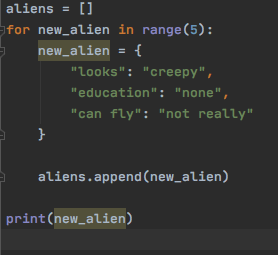 aliens = []
for new_alien in range(5):
    new_alien = {
        "looks": "creepy",
        "education": "none",
        "can fly": "not really"
    }
    aliens.append(new_alien)
print(new_alien)